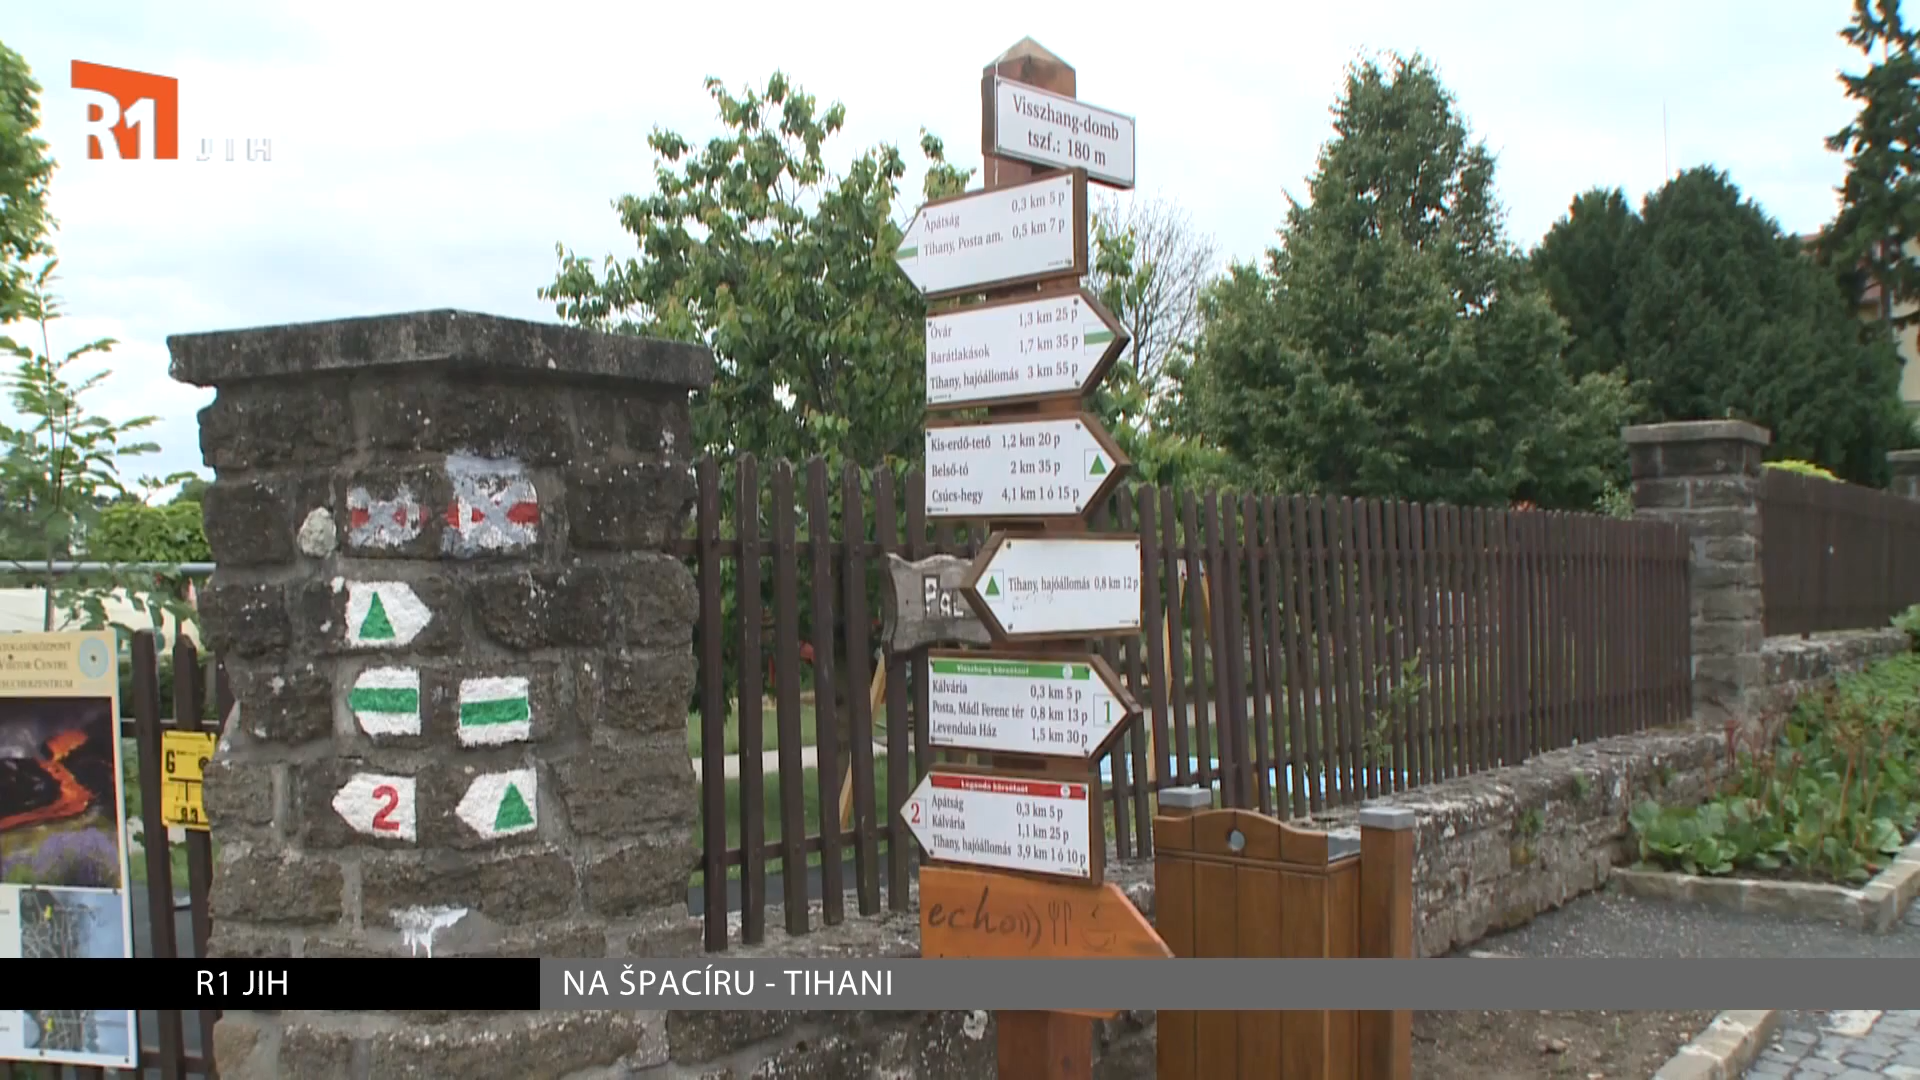 R1
JIH
Visszhang-domb
tszf.: 180 m
Apátság 0,3 km 5 p
Tihany, Posta am. 0,5 km 7 p
Óvár 1,3 km 25 p
Barátlakások 1,7 km 35 p
Tihany, hajóállomás 3 km 55 p
Kis-erdő-tető 1,2 km 20 p
Belső-tó 2 km 35 p
Csúcs-hegy 4,1 km 1 ó 15 p
Tihany, hajóállomás 0,8 km 12 p
Visszhang körsétaút
Kálvária 0,3 km 5 p
Posta, Mádl Ferenc tér 0,8 km 13 p
Levendula Ház 1,5 km 30 p
1
Legenda körsétaút
2
Apátság 0,3 km 5 p
Kálvária 1,1 km 25 p
Tihany, hajóállomás 3,9 km 1 ó 10 p
echo
2
VISITOR CENTRE
G
R1 JIH
NA ŠPACÍRU - TIHANI